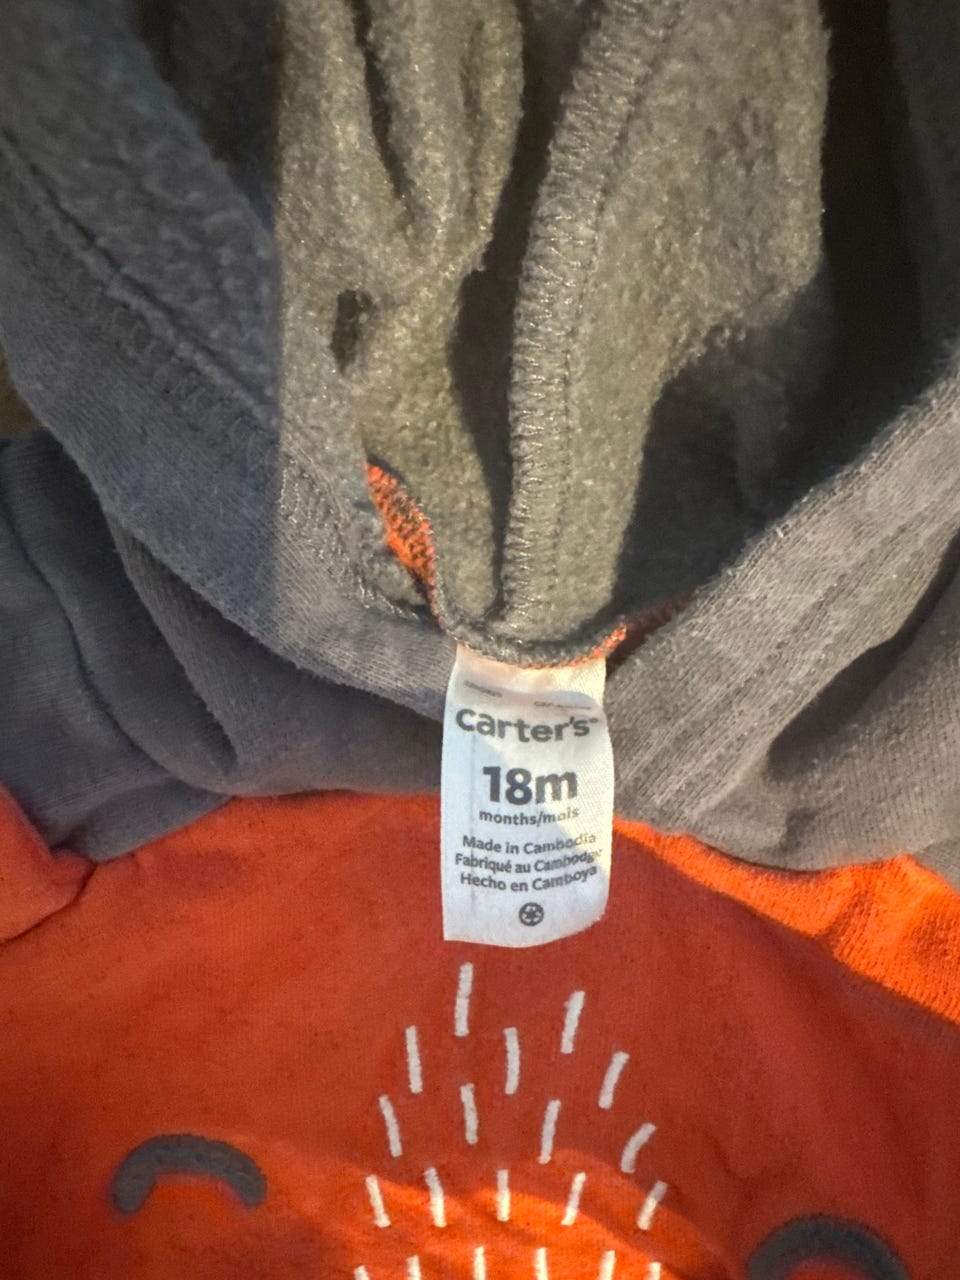 carter's
18m
months/mois
Made in Cambodia
Fabriqué au Cambodge
Hecho en Camboya